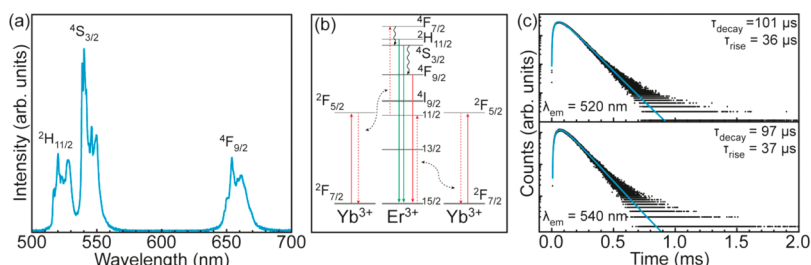 (a)
⁴S₃/₂
²H₁₁/₂
⁴F₉/₂
Intensity (arb. units)
500 550 600 650 700
Wavelength (nm)
(b)
⁴F₇/₂
²H₁₁/₂
⁴S₃/₂
⁴F₉/₂
⁴I₉/₂
²F₅/₂ 11/2 ²F₅/₂
13/2
²F₇/₂ 15/2 ²F₇/₂
Yb³⁺ Er³⁺ Yb³⁺
(c)
τdecay=101 µs
τrise= 36 µs
λem = 520 nm
τdecay=97 µs
τrise= 37 µs
λem = 540 nm
Counts (arb. units)
0.0 0.5 1.0 1.5 2.0
Time (ms)